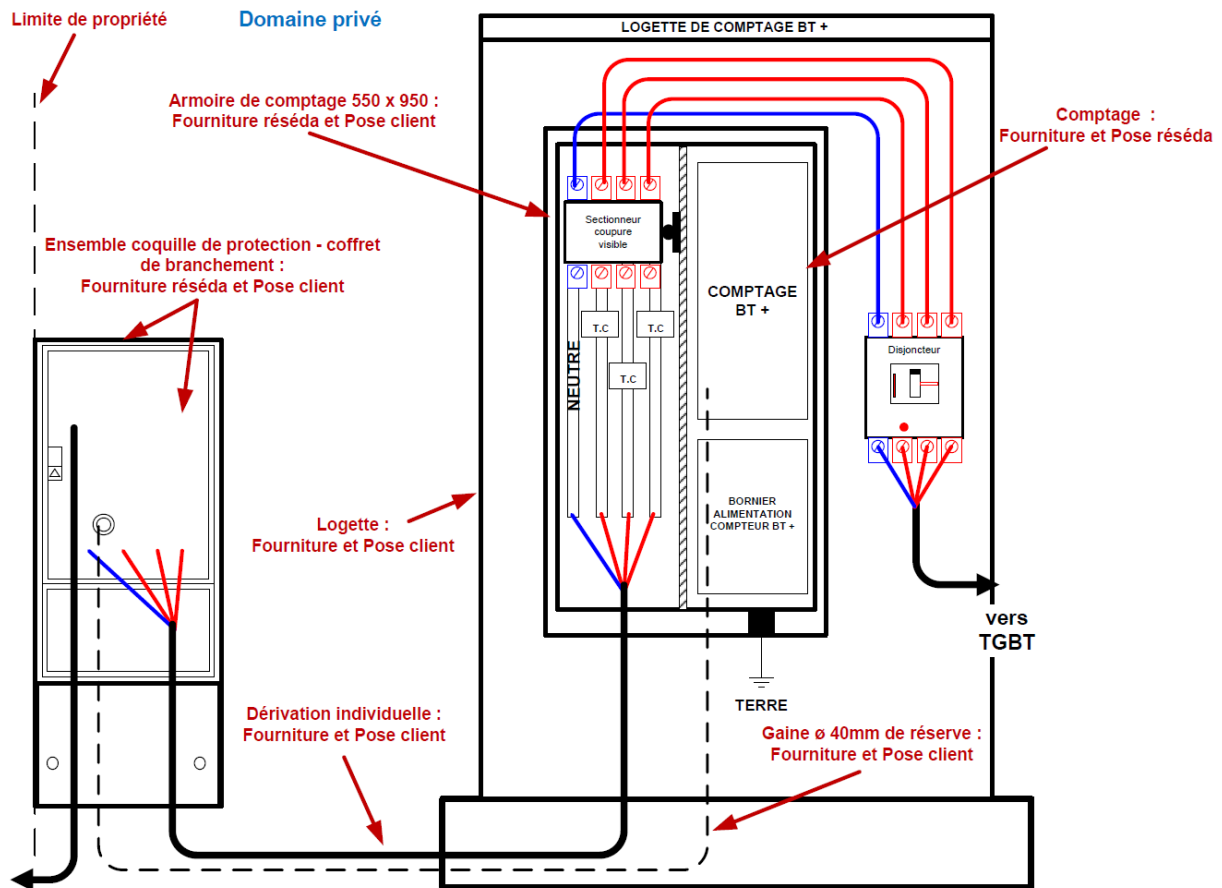 Limite de propriété
Domaine privé
LOGETTE DE COMPTAGE BT +
Armoire de comptage 550 x 950 :
Fourniture réséda et Pose client
Comptage :
Fourniture et Pose réséda
Ensemble coquille de protection - coffret
de branchement :
Fourniture réséda et Pose client
Sectionneur
coupure
visible
COMPTAGE
BT +
T.C
T.C
T.C
NEUTRE
Disjoncteur
BORNIER
ALIMENTATION
COMPTEUR BT +
Logette :
Fourniture et Pose client
vers
TGBT
TERRE
Dérivation individuelle :
Fourniture et Pose client
Gaine ø 40mm de réserve :
Fourniture et Pose client